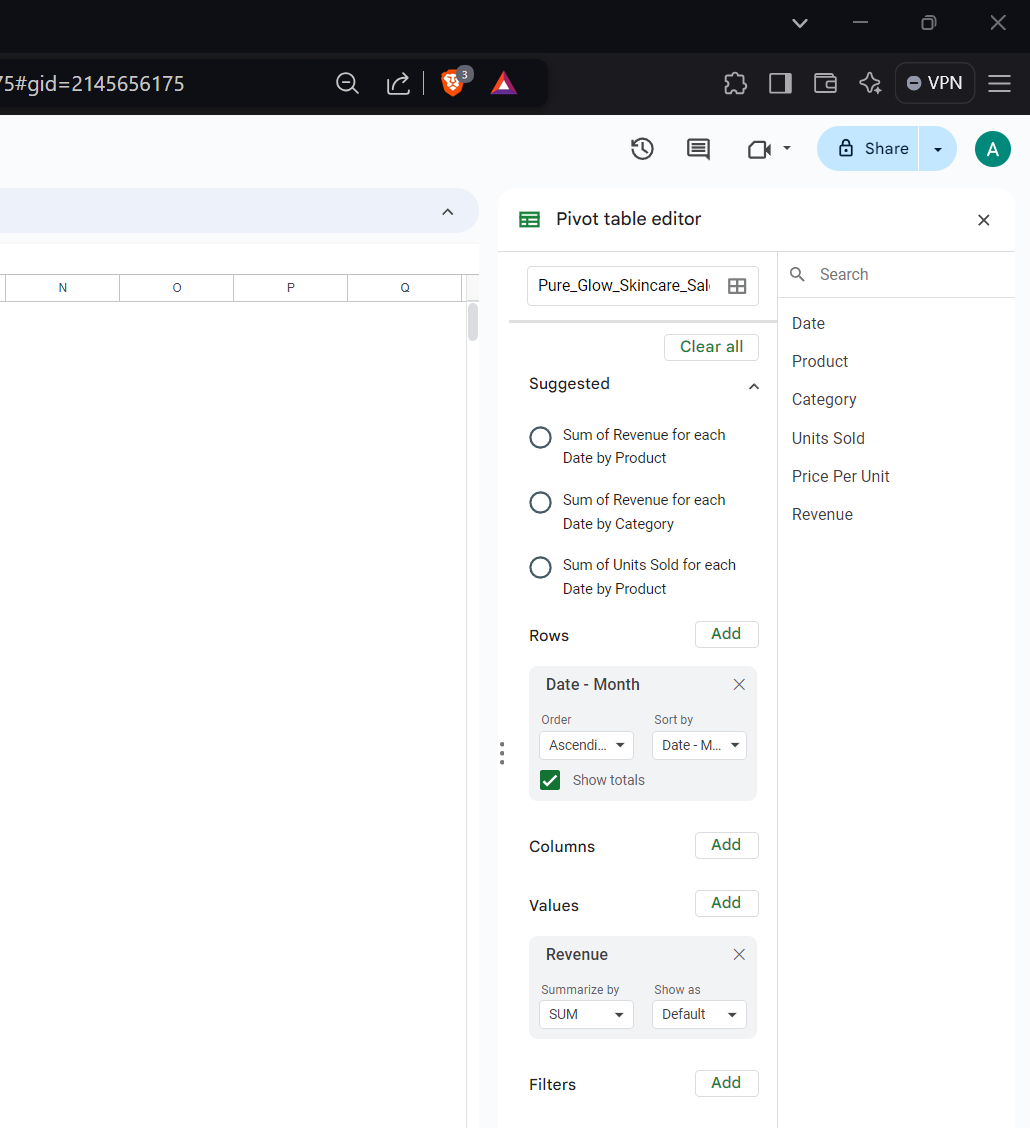 75#gid=2145656175
3
VPN
Share
A
Pivot table editor
N O P Q
Pure_Glow_Skincare_Sal
Search
Clear all
Suggested
Sum of Revenue for each
Date by Product
Sum of Revenue for each
Date by Category
Sum of Units Sold for each
Date by Product
Rows
Add
Date - Month
Order
Sort by
Ascendi...
Date - M...
Show totals
Columns
Add
Values
Add
Revenue
Summarize by
Show as
SUM
Default
Filters
Add
Date
Product
Category
Units Sold
Price Per Unit
Revenue